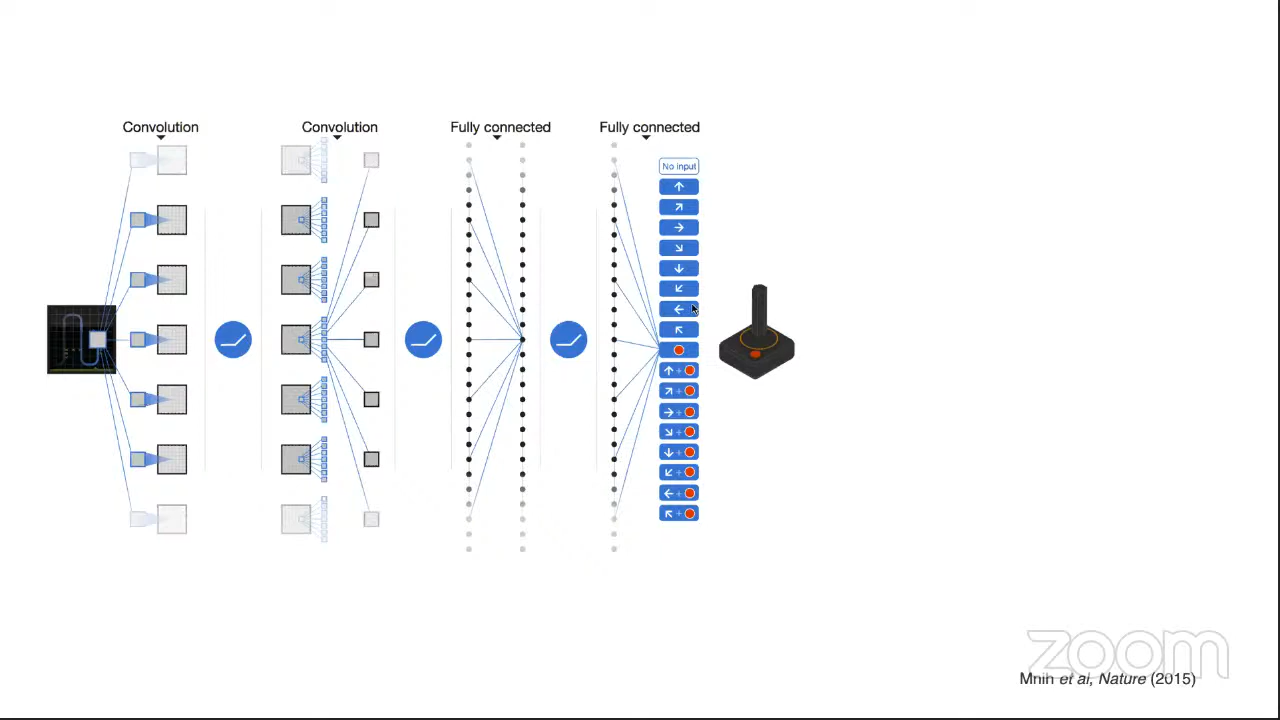 Convolution
Convolution
Fully connected
Fully connected
No input
zoom
Mnih et al, Nature (2015)